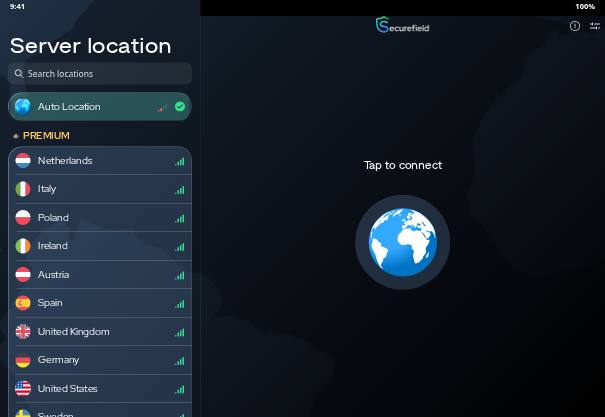 9:41
100%
Server location
Search locations
Auto Location
PREMIUM
Netherlands
Italy
Poland
Ireland
Austria
Spain
United Kingdom
Germany
United States
Sweden
Securefield
Tap to connect